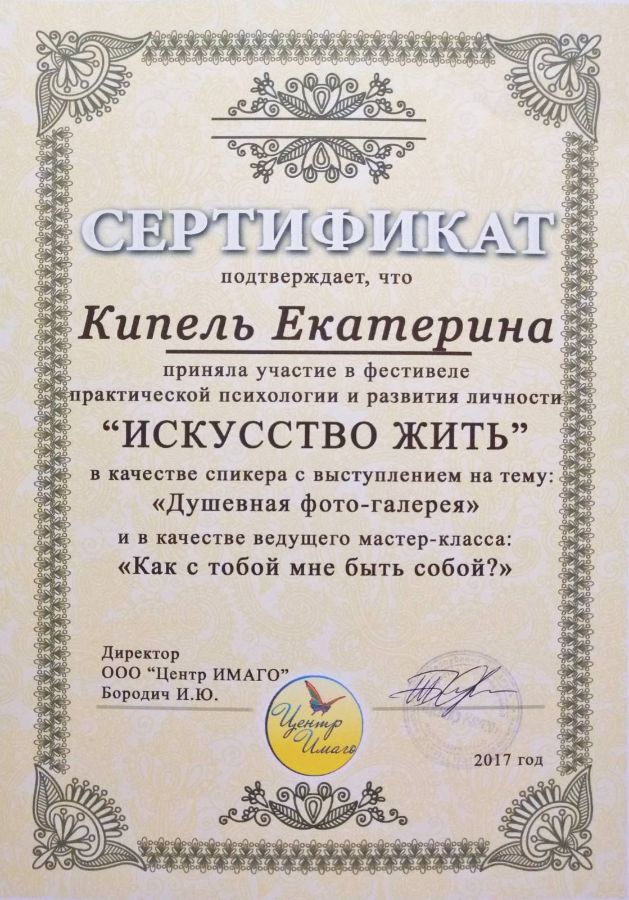 СЕРТИФИКАТ
подтверждает, что
Кипель Екатерина
приняла участие в фестивеле
практической психологии и развития личности
“ИСКУССТВО ЖИТЬ”
в качестве спикера с выступлением на тему:
«Душевная фото-галерея»
и в качестве ведущего мастер-класса:
«Как с тобой мне быть собой?»
Директор
ООО “Центр ИМАГО”
Бородич И.Ю.
Центр
Имаго
2017 год